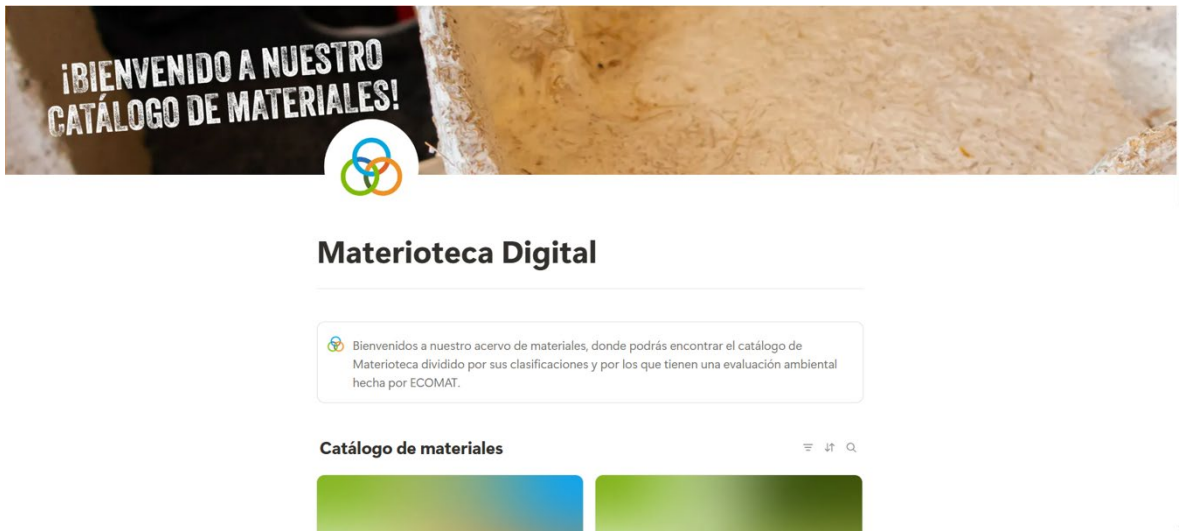 ¡BIENVENIDO A NUESTRO
CATÁLOGO DE MATERIALES!
Materioteca Digital
Bienvenidos a nuestro acervo de materiales, donde podrás encontrar el catálogo de
Materioteca dividido por sus clasificaciones y por los que tienen una evaluación ambiental
hecha por ECOMAT.
Catálogo de materiales